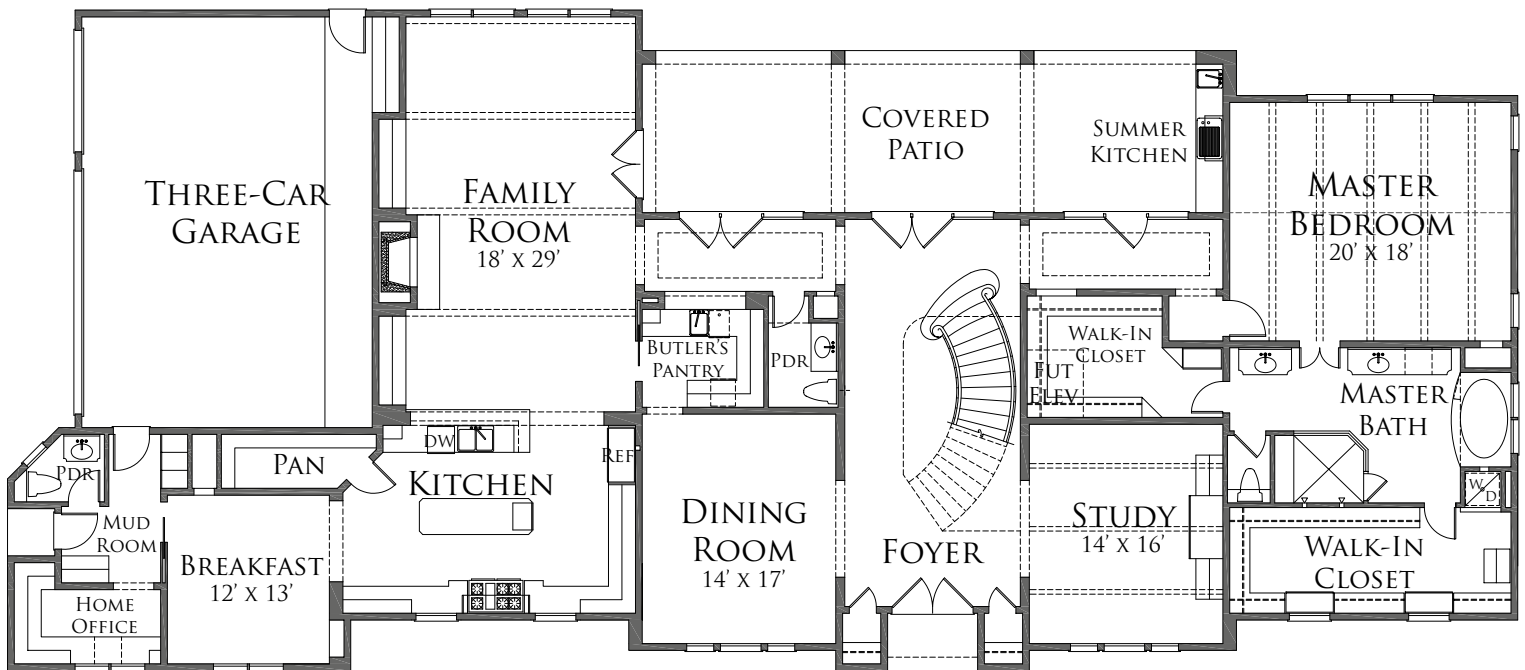 THREE-CAR
GARAGE
FAMILY
ROOM
18' X 29'
COVERED
PATIO
SUMMER
KITCHEN
MASTER
BEDROOM
20' X 18'
BUTLER'S
PANTRY
PDR
WALK-IN
CLOSET
FUT
ELEV
MASTER
BATH
PDR
PAN
DW
REF
KITCHEN
MUD
ROOM
BREAKFAST
12' X 13'
HOME
OFFICE
DINING
ROOM
14' X 17'
FOYER
STUDY
14' X 16'
W
D
WALK-IN
CLOSET